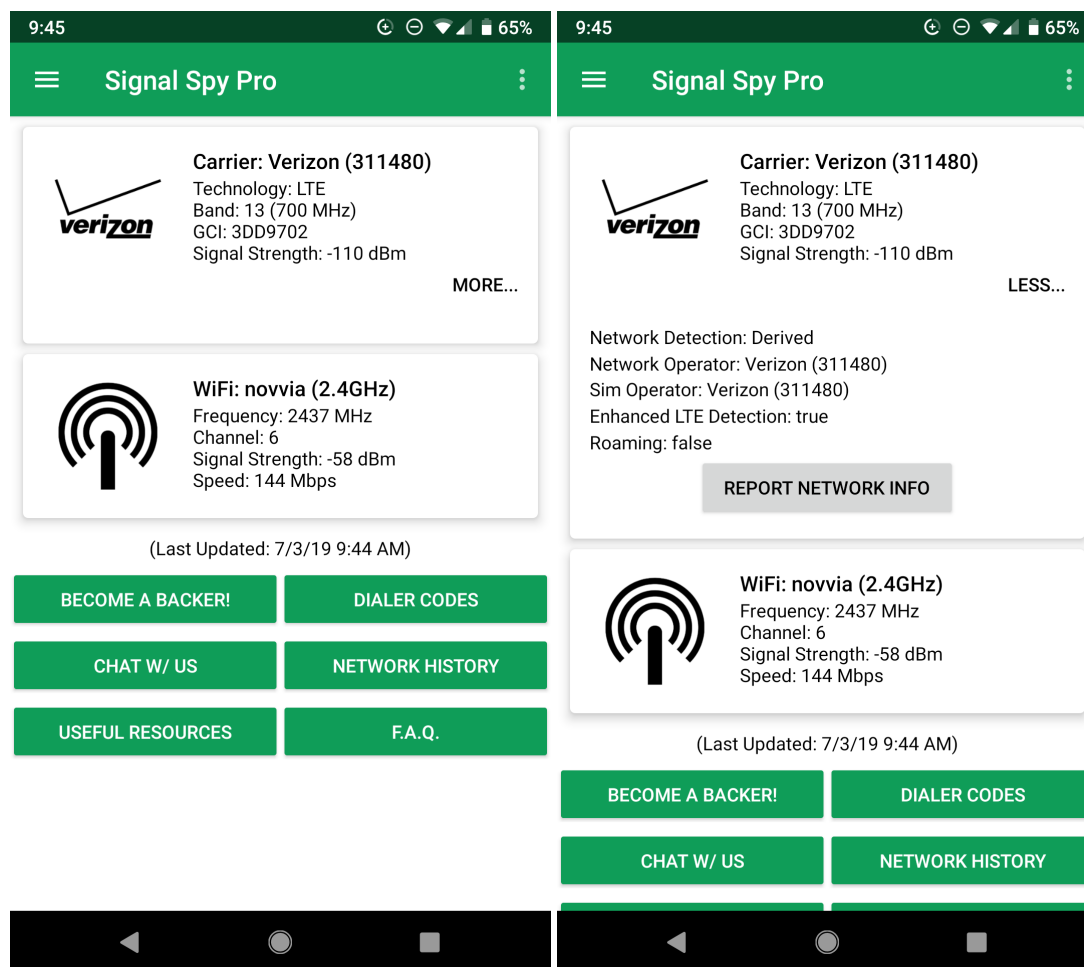 9:45
65%
Signal Spy Pro
Carrier: Verizon (311480)
Technology: LTE
Band: 13 (700 MHz)
GCI: 3DD9702
Signal Strength: -110 dBm
verizon
MORE...
WiFi: novvia (2.4GHz)
Frequency: 2437 MHz
Channel: 6
Signal Strength: -58 dBm
Speed: 144 Mbps
(Last Updated: 7/3/19 9:44 AM)
BECOME A BACKER!
DIALER CODES
CHAT W/ US
NETWORK HISTORY
USEFUL RESOURCES
F.A.Q.
9:45
65%
Signal Spy Pro
Carrier: Verizon (311480)
Technology: LTE
Band: 13 (700 MHz)
GCI: 3DD9702
Signal Strength: -110 dBm
verizon
LESS...
Network Detection: Derived
Network Operator: Verizon (311480)
Sim Operator: Verizon (311480)
Enhanced LTE Detection: true
Roaming: false
REPORT NETWORK INFO
WiFi: novvia (2.4GHz)
Frequency: 2437 MHz
Channel: 6
Signal Strength: -58 dBm
Speed: 144 Mbps
(Last Updated: 7/3/19 9:44 AM)
BECOME A BACKER!
DIALER CODES
CHAT W/ US
NETWORK HISTORY